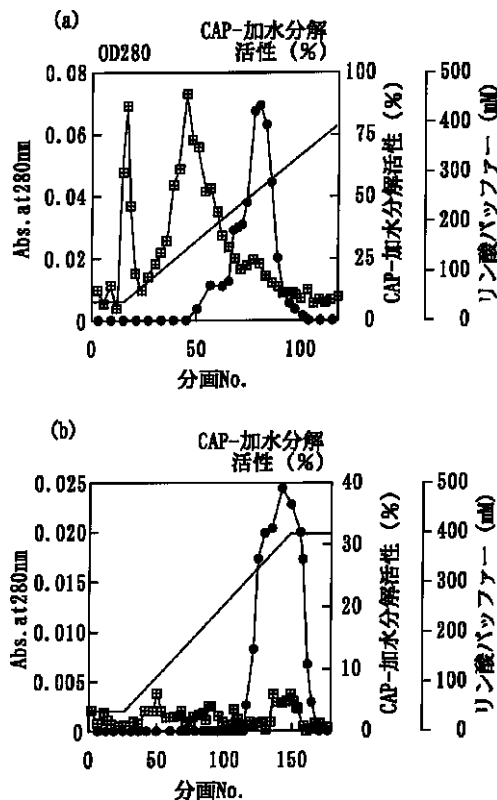 (a)
OD280
CAP-加水分解
活性(%)
0.08
0.06
0.04
0.02
0
Abs.at280nm
100
75
50
25
0
CAP-加水分解活性(%)
500
400
300
200
100
0
リン酸バッファー(mM)
0
50
100
分画No.
(b)
CAP-加水分解
活性(%)
0.025
0.020
0.015
0.010
0.005
0
Abs.at280nm
40
30
20
10
0
CAP-加水分解活性(%)
500
400
300
200
100
0
リン酸バッファー(mM)
0
50
100
150
分画No.